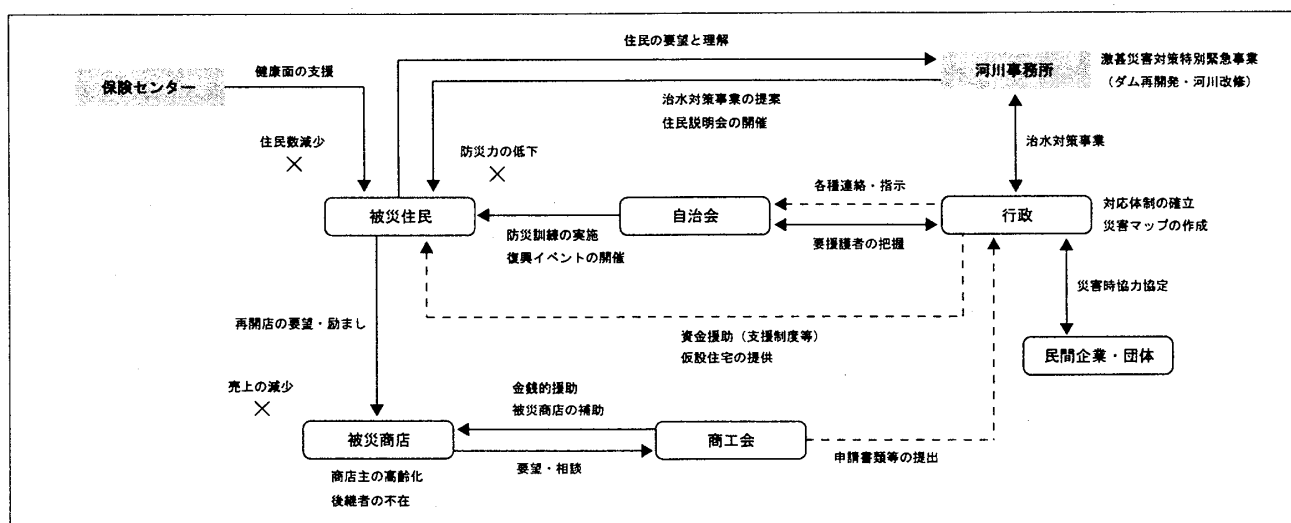 住民の要望と理解
健康面の支援
保険センター
河川事務所
激甚災害対策特別緊急事業
（ダム再開発・河川改修）
治水対策事業の提案
住民説明会の開催
住民数減少
防災力の低下
治水対策事業
各種連絡・指示
被災住民
自治会
行政
対応体制の確立
災害マップの作成
防災訓練の実施
復興イベントの開催
要援護者の把握
災害時協力協定
再開店の要望・励まし
資金援助（支援制度等）
仮設住宅の提供
民間企業・団体
売上の減少
金銭的援助
被災商店の補助
被災商店
商工会
要望・相談
申請書類等の提出
商店主の高齢化
後継者の不在